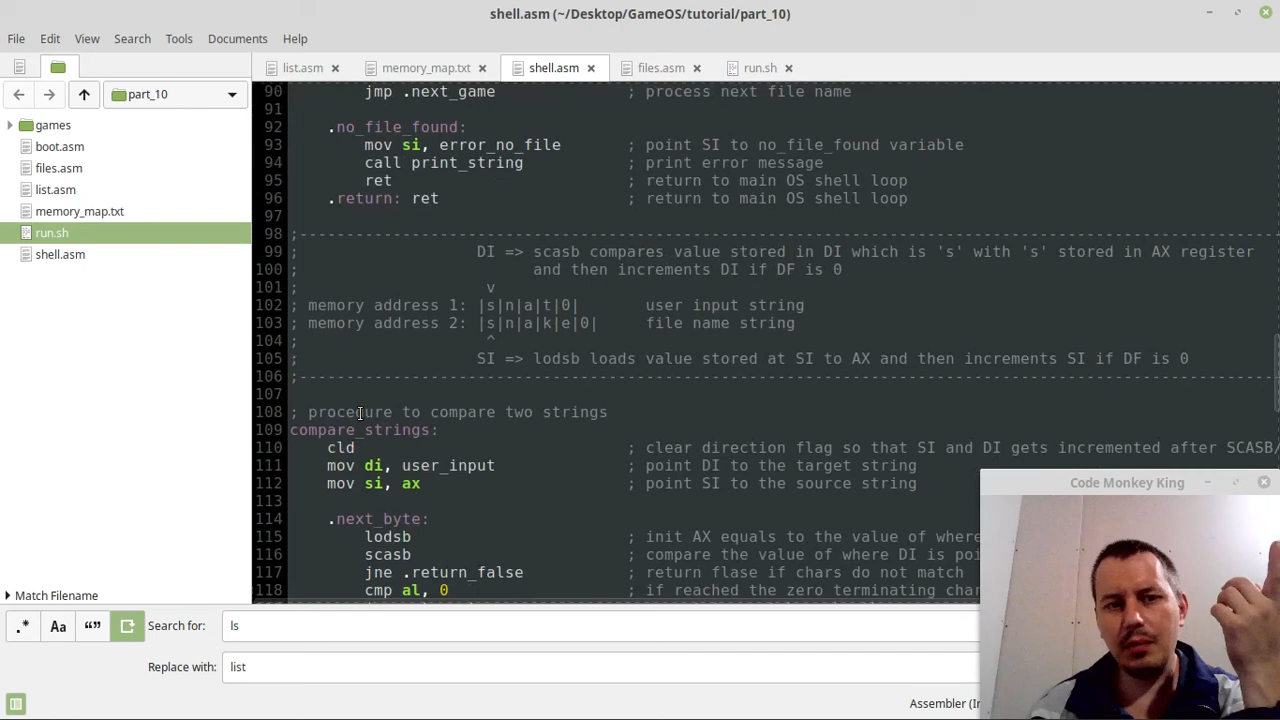 shell.asm (~/Desktop/GameOS/tutorial/part_10)
File Edit View Search Tools Documents Help
list.asm memory_map.txt shell.asm files.asm run.sh
part_10
games
boot.asm
files.asm
list.asm
memory_map.txt
run.sh
shell.asm
Match Filename
90 jmp .next_game ; process next file name
91
92 .no_file_found:
93 mov si, error_no_file ; point SI to no_file_found variable
94 call print_string ; print error message
95 ret ; return to main OS shell loop
96 .return: ret ; return to main OS shell loop
97
98 ;-----------------------------------------------------------------------------------------------------------
99 ; DI => scasb compares value stored in DI which is 's' with 's' stored in AX register
100 ; and then increments DI if DF is 0
101 ; v
102 ; memory address 1: |s|n|a|t|0| user input string
103 ; memory address 2: |s|n|a|k|e|0| file name string
104 ; ^
105 ; SI => lodsb loads value stored at SI to AX and then increments SI if DF is 0
106 ;-----------------------------------------------------------------------------------------------------------
107
108 ; procedure to compare two strings
109 compare_strings:
110 cld ; clear direction flag so that SI and DI gets incremented after SCASB/
111 mov di, user_input ; point DI to the target string
112 mov si, ax ; point SI to the source string
113
114 .next_byte:
115 lodsb ; init AX equals to the value of where
116 scasb ; compare the value of where DI is poi
117 jne .return_false ; return flase if chars do not match
118 cmp al, 0 ; if reached the zero terminating char
Code Monkey King
.* Aa “” Search for: ls
Replace with: list
Assembler (In